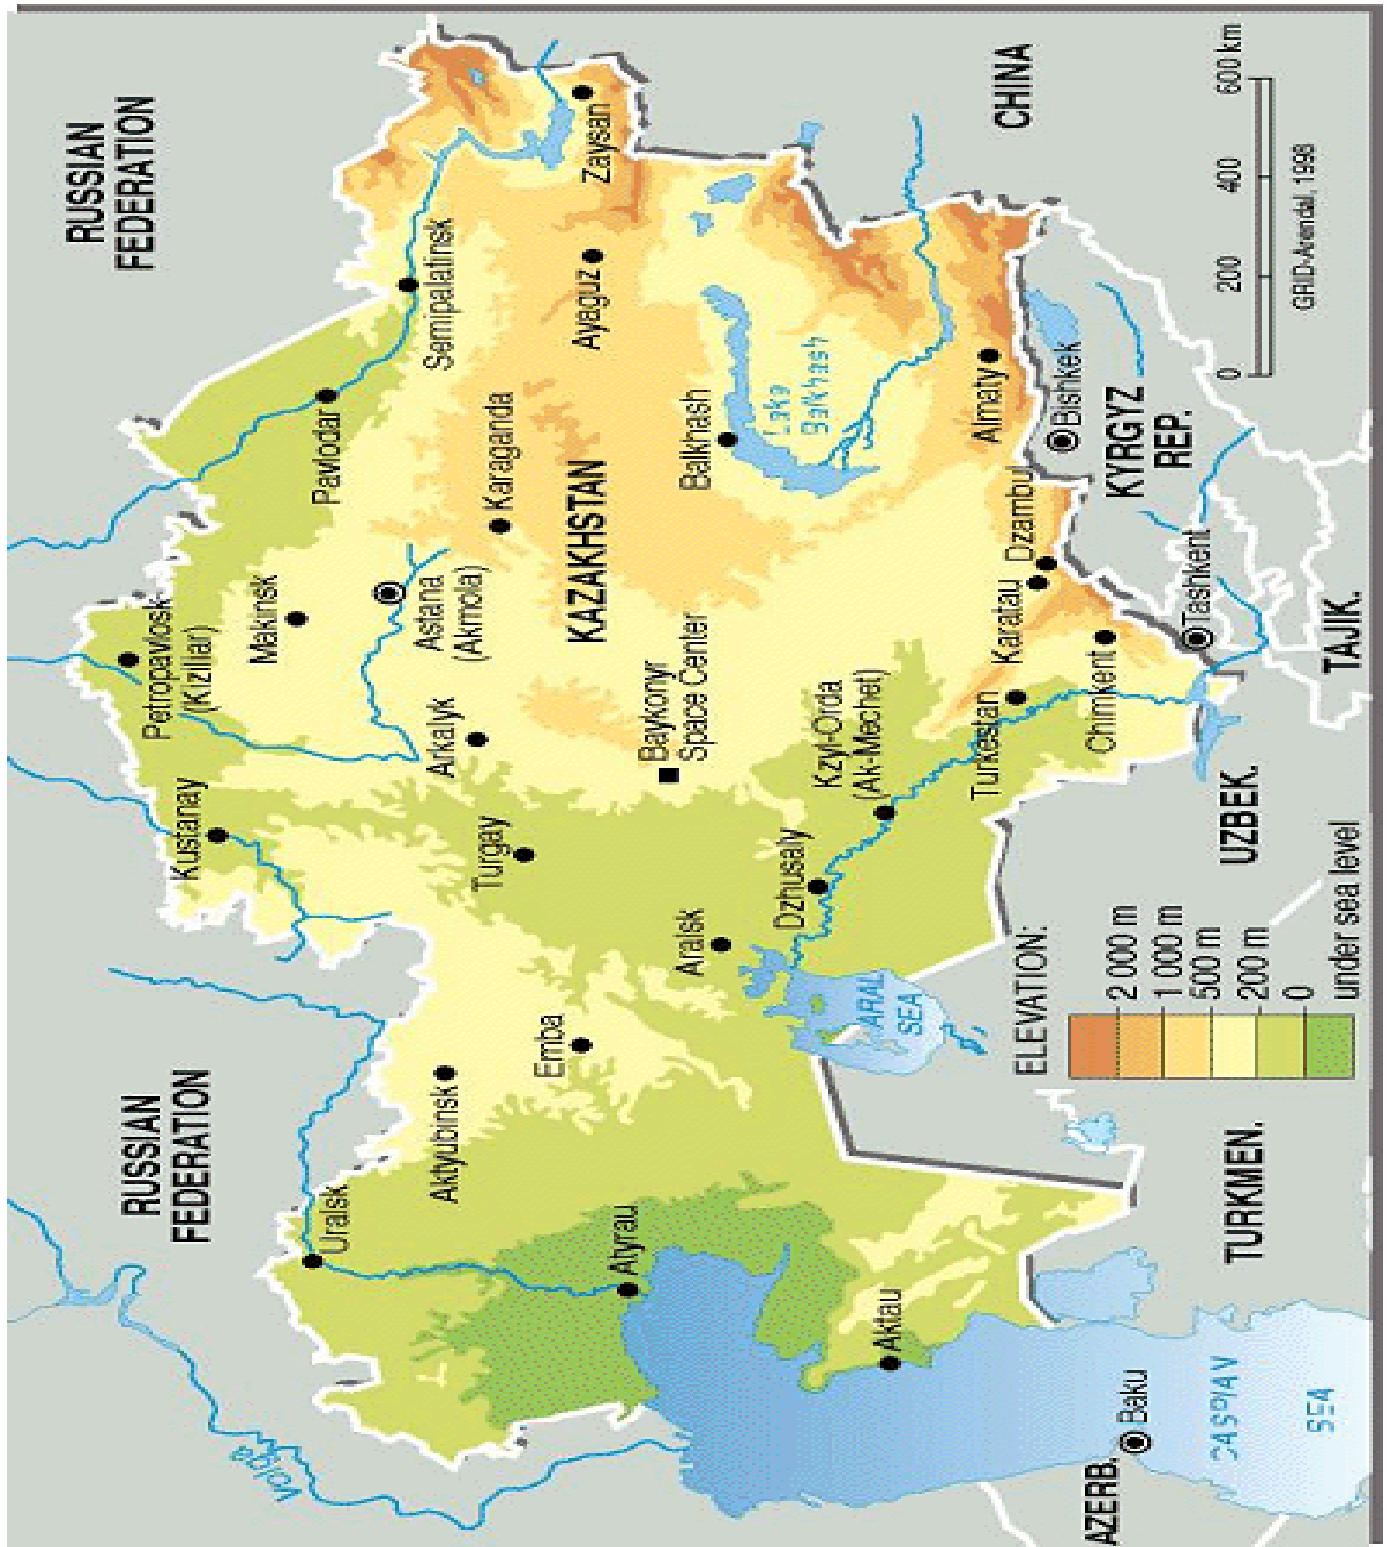 RUSSIAN
FEDERATION
RUSSIAN
FEDERATION
Volga
Petropavlosk
(Kiziliar)
Kustanay
Makinsk
Pavlodar
Uralsk
Astana
(Akmola)
Semipalatinsk
Aktyubinsk
Arkalyk
Karaganda
Turgay
Emba
KAZAKHSTAN
Ayaguz
Zaysan
Atyrau
Baykonyr
Space Center
Aralsk
Balkhash
Lake
Balkhash
Dzhusaly
Kzyl-Orda
(Ak-Mechet)
ARAL
SEA
Aktau
Turkestan
Karatau
Dzambul
Almaty
CHINA
Chimkent
Bishkek
KYRGYZ
REP.
Tashkent
AZERB.
Baku
CASPIAN
SEA
TURKMEN.
UZBEK.
TAJIK.
ELEVATION:
2 000 m
1 000 m
500 m
200 m
0
under sea level
0 200 400 600 km
GRID-Arendal, 1998